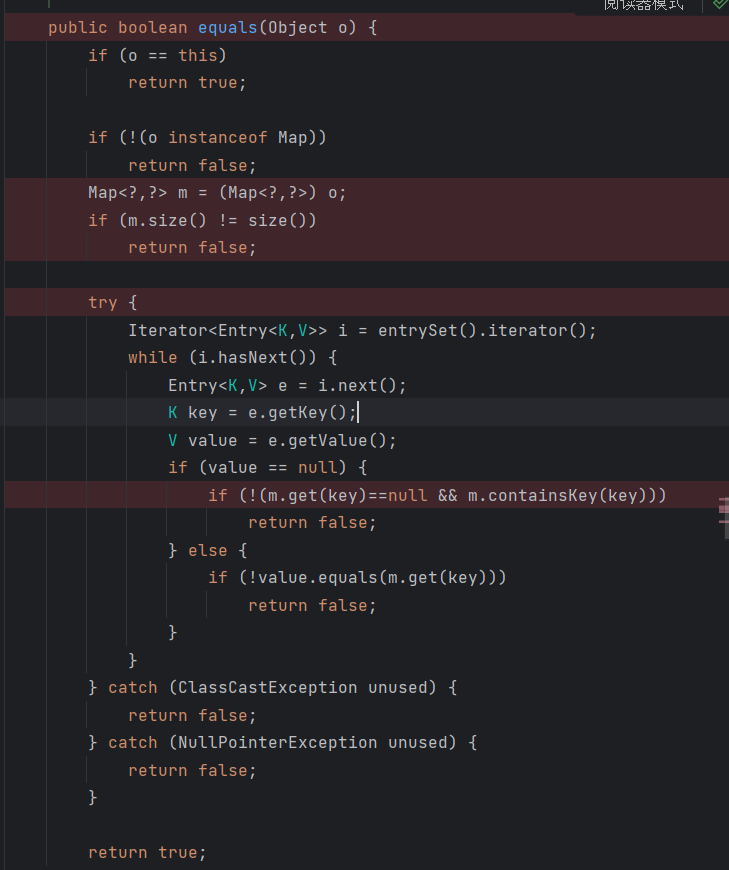 阅读器模式
public boolean equals(Object o) {
    if (o == this)
        return true;

    if (!(o instanceof Map))
        return false;
    Map<?,?> m = (Map<?,?>) o;
    if (m.size() != size())
        return false;

    try {
        Iterator<Entry<K,V>> i = entrySet().iterator();
        while (i.hasNext()) {
            Entry<K,V> e = i.next();
            K key = e.getKey();
            V value = e.getValue();
            if (value == null) {
                if (!(m.get(key)==null && m.containsKey(key)))
                    return false;
            } else {
                if (!value.equals(m.get(key)))
                    return false;
            }
        }
    } catch (ClassCastException unused) {
        return false;
    } catch (NullPointerException unused) {
        return false;
    }

    return true;